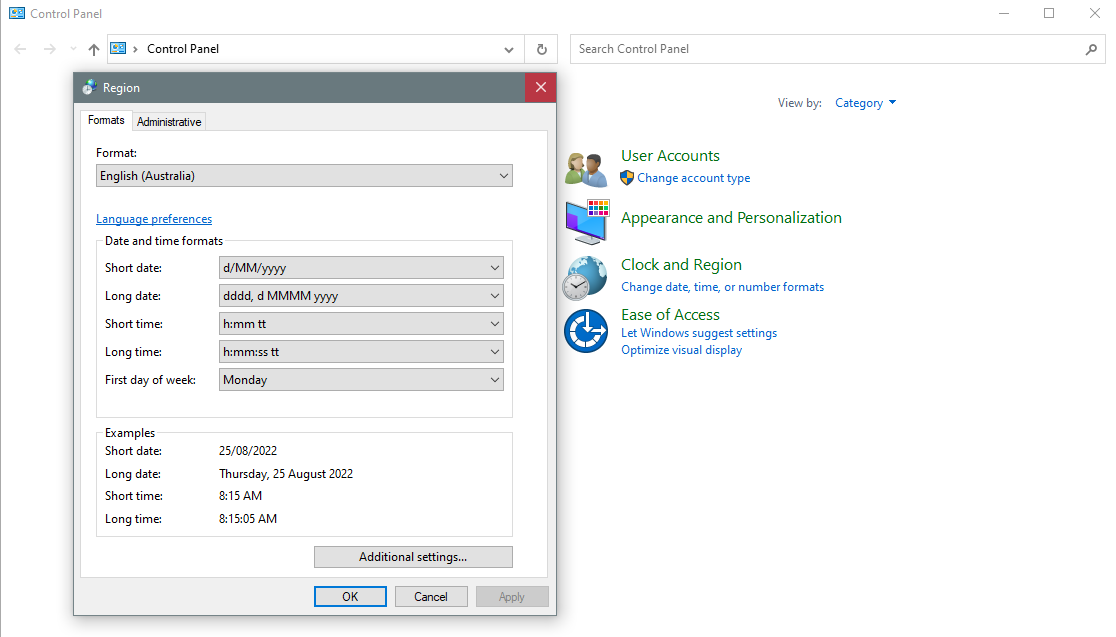 Control Panel
Control Panel
Search Control Panel
Region
Formats
Administrative
Format:
English (Australia)
Language preferences
Date and time formats
Short date: d/MM/yyyy
Long date: dddd, d MMMM yyyy
Short time: h:mm tt
Long time: h:mm:ss tt
First day of week: Monday
Examples
Short date: 25/08/2022
Long date: Thursday, 25 August 2022
Short time: 8:15 AM
Long time: 8:15:05 AM
Additional settings...
OK
Cancel
Apply
View by: Category
User Accounts
Change account type
Appearance and Personalization
Clock and Region
Change date, time, or number formats
Ease of Access
Let Windows suggest settings
Optimize visual display